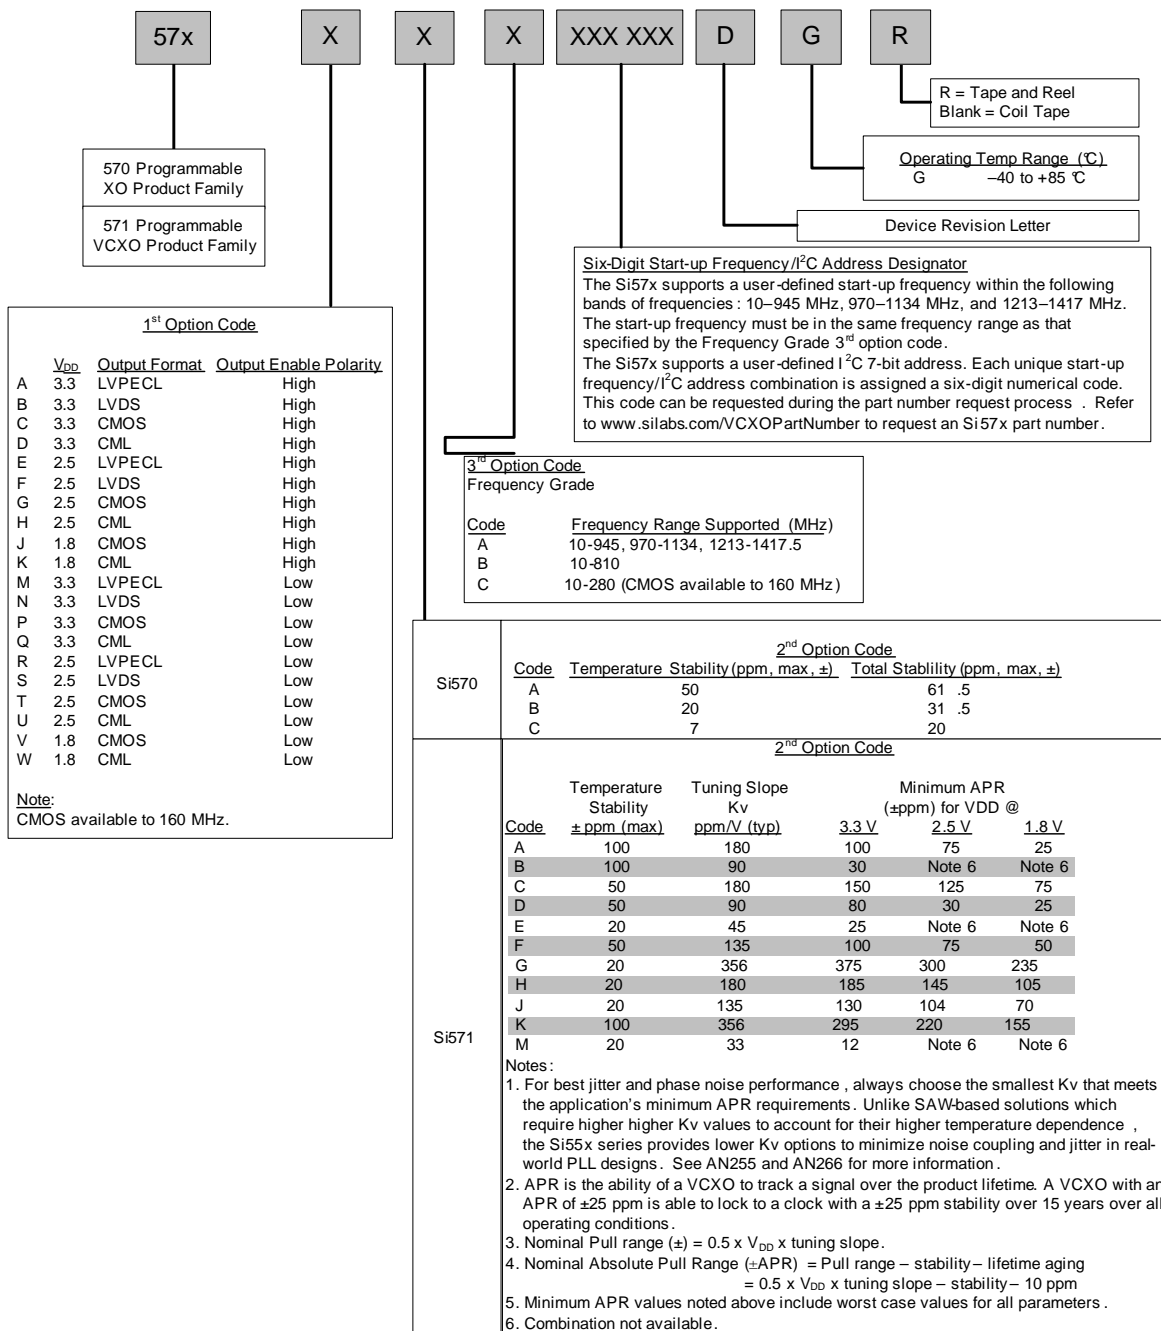 57x X X X XXX XXX D G R
R = Tape and Reel
Blank = Coil Tape
Operating Temp Range (°C)
G –40 to +85 °C
Device Revision Letter
570 Programmable
XO Product Family
571 Programmable
VCXO Product Family
Six-Digit Start-up Frequency/I²C Address Designator
The Si57x supports a user-defined start-up frequency within the following
bands of frequencies: 10–945 MHz, 970–1134 MHz, and 1213–1417 MHz.
The start-up frequency must be in the same frequency range as that
specified by the Frequency Grade 3rd option code.
The Si57x supports a user-defined I²C 7-bit address. Each unique start-up
frequency/I²C address combination is assigned a six-digit numerical code.
This code can be requested during the part number request process . Refer
to www.silabs.com/VCXOPartNumber to request an Si57x part number.
1st Option Code
VDD Output Format Output Enable Polarity
A 3.3 LVPECL High
B 3.3 LVDS High
C 3.3 CMOS High
D 3.3 CML High
E 2.5 LVPECL High
F 2.5 LVDS High
G 2.5 CMOS High
H 2.5 CML High
J 1.8 CMOS High
K 1.8 CML High
M 3.3 LVPECL Low
N 3.3 LVDS Low
P 3.3 CMOS Low
Q 3.3 CML Low
R 2.5 LVPECL Low
S 2.5 LVDS Low
T 2.5 CMOS Low
U 2.5 CML Low
V 1.8 CMOS Low
W 1.8 CML Low
Note:
CMOS available to 160 MHz.
3rd Option Code
Frequency Grade
Code Frequency Range Supported (MHz)
A 10-945, 970-1134, 1213-1417.5
B 10-810
C 10-280 (CMOS available to 160 MHz)
Si570
2nd Option Code
Code Temperature Stability (ppm, max, ±) Total Stablility (ppm, max, ±)
A 50 61 .5
B 20 31 .5
C 7 20
Si571
2nd Option Code
Temperature Tuning Slope Minimum APR
Stability Kv (±ppm) for VDD @
Code ± ppm (max) ppm/V (typ) 3.3 V 2.5 V 1.8 V
A 100 180 100 75 25
B 100 90 30 Note 6 Note 6
C 50 180 150 125 75
D 50 90 80 30 25
E 20 45 25 Note 6 Note 6
F 50 135 100 75 50
G 20 356 375 300 235
H 20 180 185 145 105
J 20 135 130 104 70
K 100 356 295 220 155
M 20 33 12 Note 6 Note 6
Notes:
1. For best jitter and phase noise performance , always choose the smallest Kv that meets
the application's minimum APR requirements. Unlike SAW-based solutions which
require higher higher Kv values to account for their higher temperature dependence ,
the Si55x series provides lower Kv options to minimize noise coupling and jitter in real-
world PLL designs. See AN255 and AN266 for more information.
2. APR is the ability of a VCXO to track a signal over the product lifetime. A VCXO with an
APR of ±25 ppm is able to lock to a clock with a ±25 ppm stability over 15 years over all
operating conditions.
3. Nominal Pull range (±) = 0.5 x VDD x tuning slope.
4. Nominal Absolute Pull Range (±APR) = Pull range – stability – lifetime aging
= 0.5 x VDD x tuning slope – stability – 10 ppm
5. Minimum APR values noted above include worst case values for all parameters.
6. Combination not available.